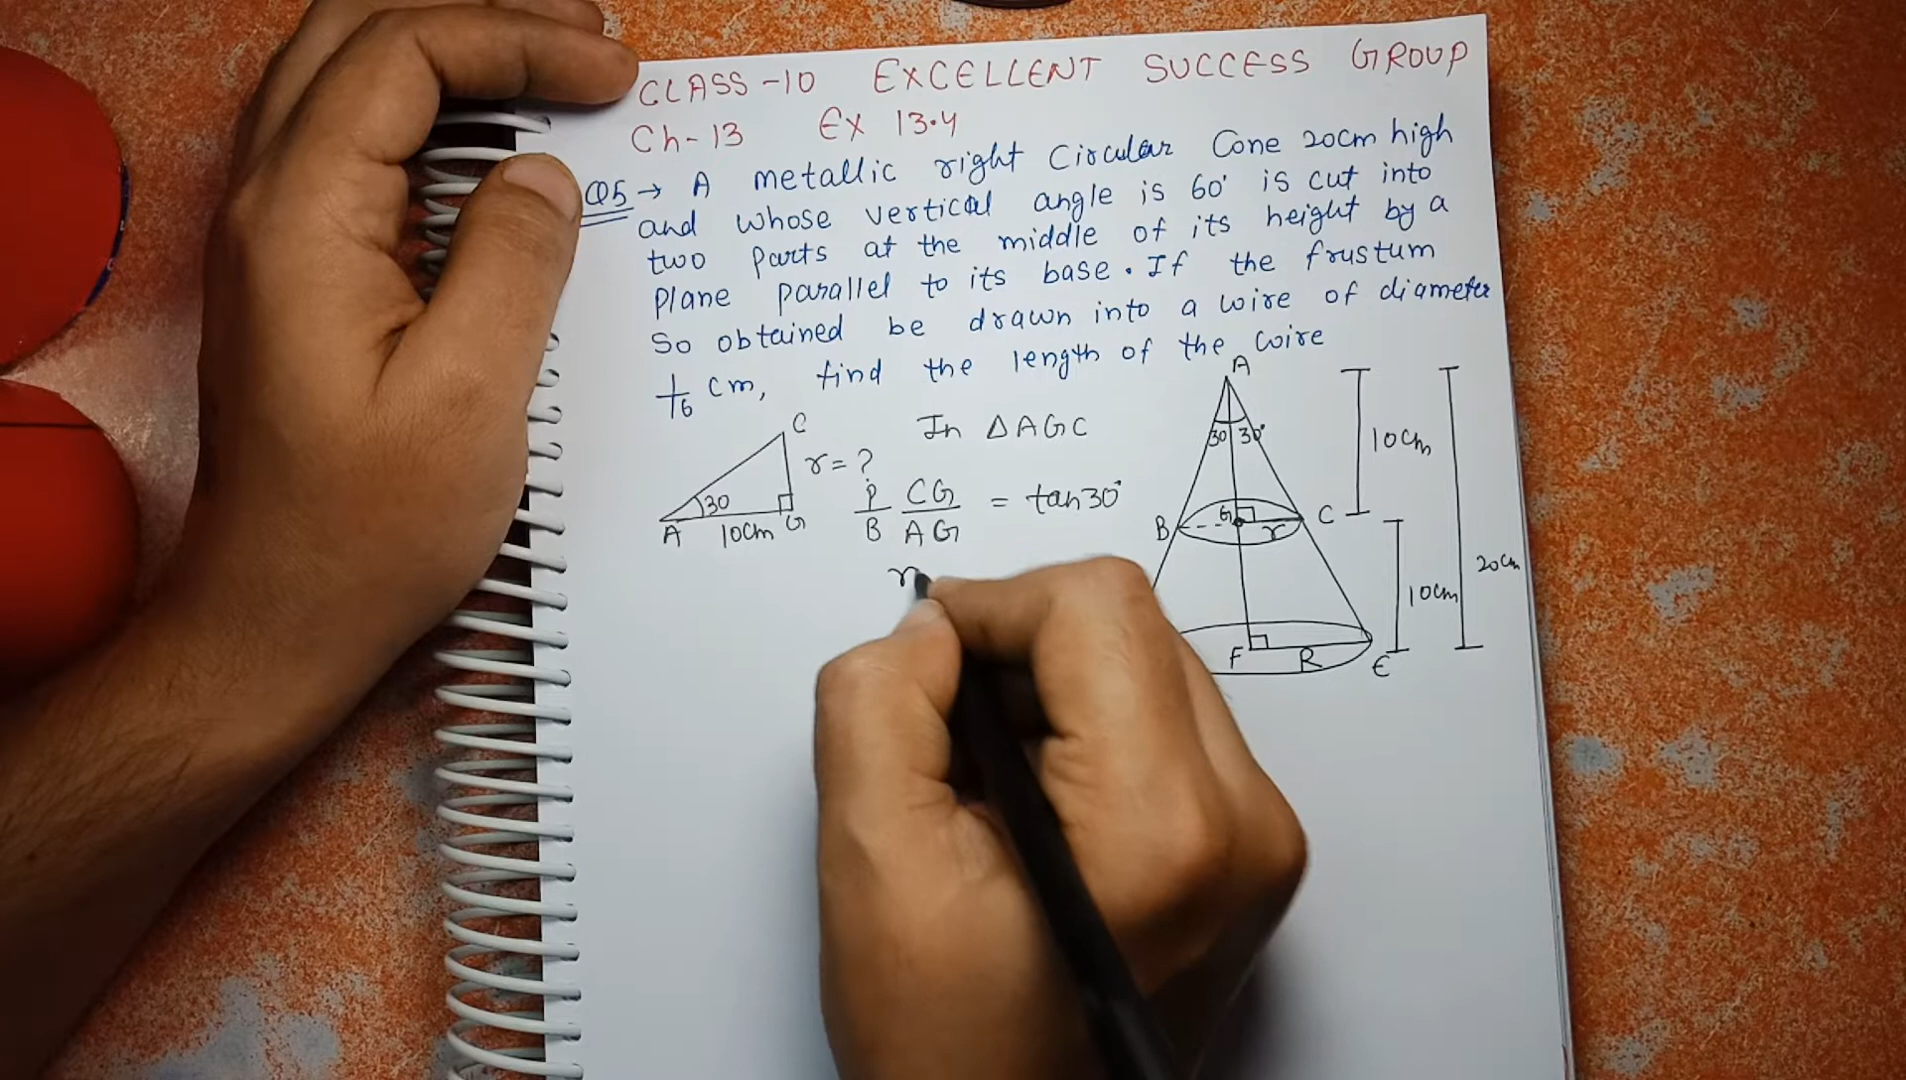 CLASS-10 EXCELLENT SUCCESS GROUP
Ch-13 Ex 13.4
Q5 → A metallic right Circular Cone 20cm high
and whose vertical angle is 60° is cut into
two parts at the middle of its height by a
Plane parallel to its base. If the frustum
So obtained be drawn into a wire of diameter
1/16 cm, find the length of the wire
A
30 30°
10cm
C
r = ?
30
A 10cm G
In △AGC
P/B CG/AG = tan30°
r
B G r C
10cm
20cm
F R E